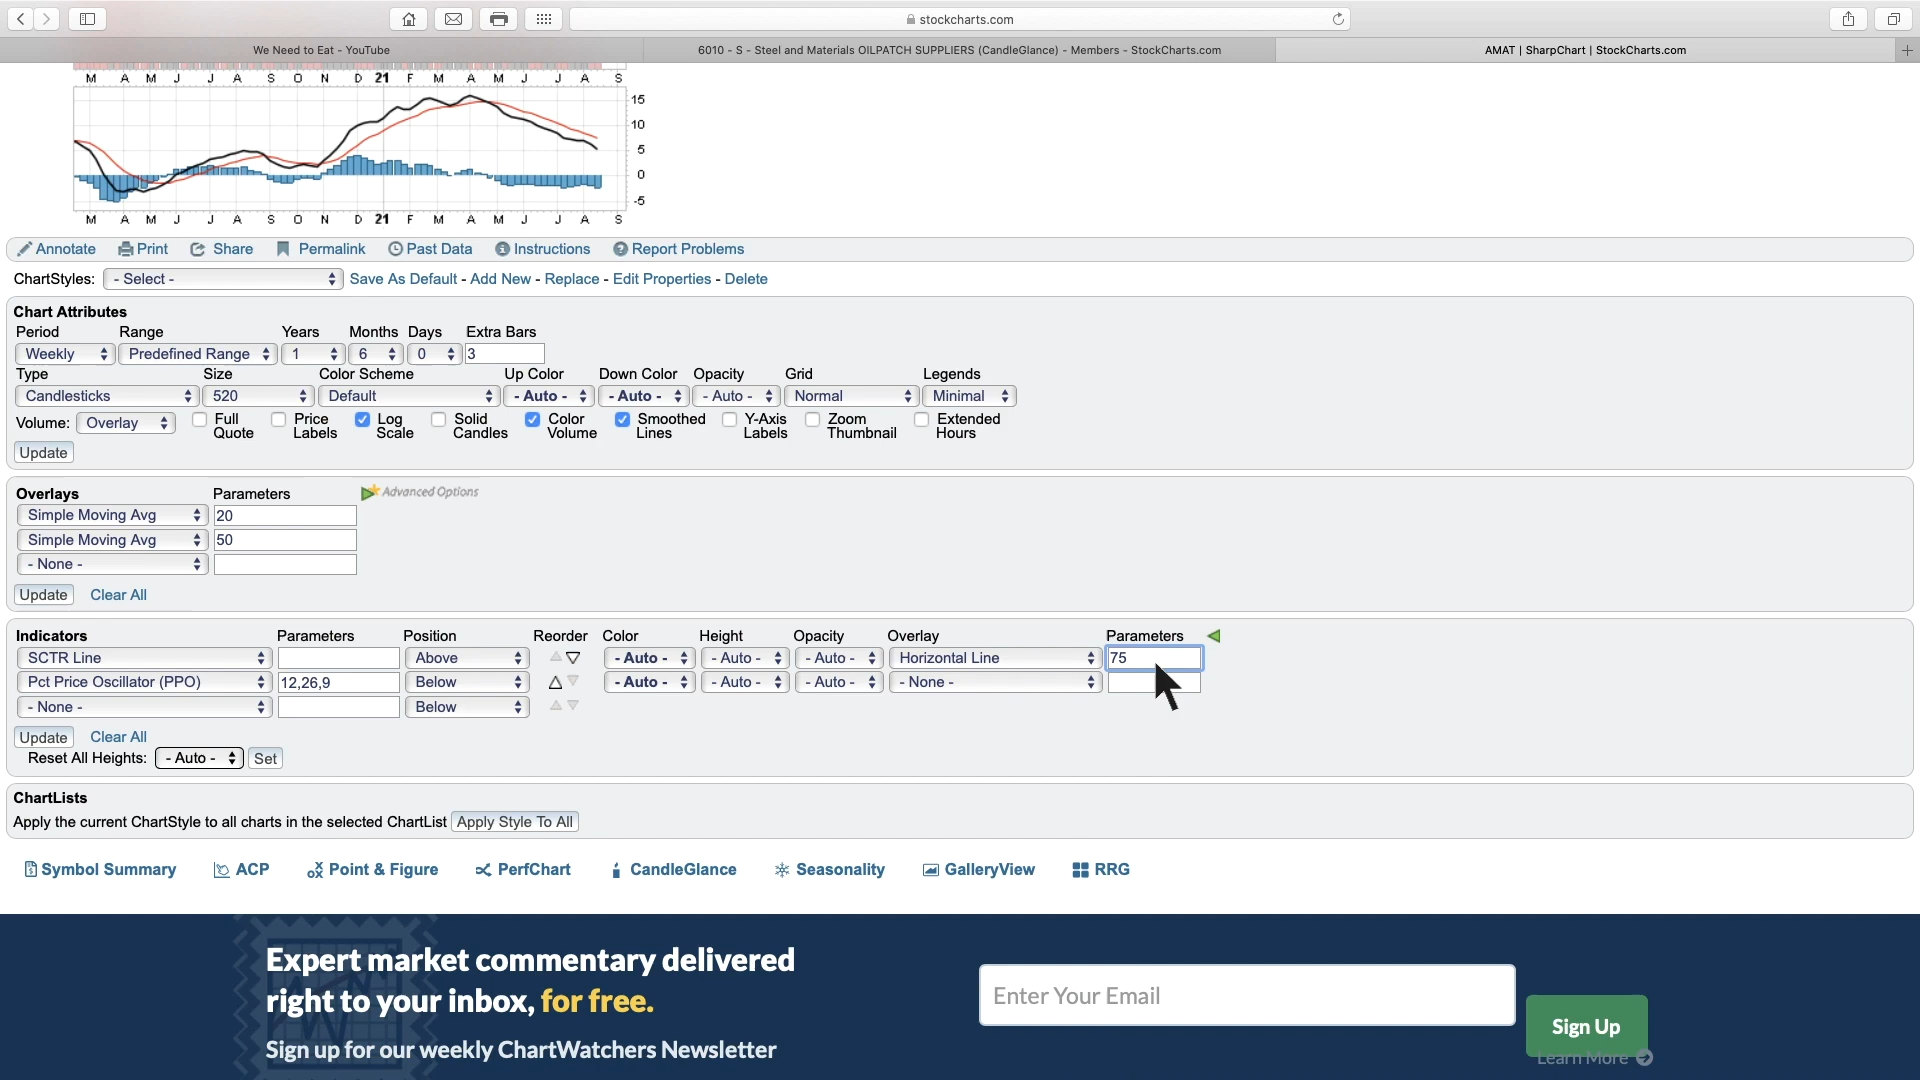 stockcharts.com
We Need to Eat - YouTube
6010 - S - Steel and Materials OILPATCH SUPPLIERS (CandleGlance) - Members - StockCharts.com
AMAT | SharpChart | StockCharts.com
M A M J J A S O N D 21 F M A M J J A S
15
10
5
0
-5
M A M J J A S O N D 21 F M A M J J A S
Annotate Print Share Permalink Past Data Instructions Report Problems
ChartStyles: - Select - Save As Default - Add New - Replace - Edit Properties - Delete
Chart Attributes
Period Range Years Months Days Extra Bars
Weekly Predefined Range 1 6 0 3
Type Size Color Scheme Up Color Down Color Opacity Grid Legends
Candlesticks 520 Default - Auto - - Auto - - Auto - Normal Minimal
Volume: Overlay Full Quote Price Labels Log Scale Solid Candles Color Volume Smoothed Lines Y-Axis Labels Zoom Thumbnail Extended Hours
Update
Overlays Parameters Advanced Options
Simple Moving Avg 20
Simple Moving Avg 50
- None -
Update Clear All
Indicators Parameters Position Reorder Color Height Opacity Overlay Parameters
SCTR Line Above - Auto - - Auto - - Auto - Horizontal Line 75
Pct Price Oscillator (PPO) 12,26,9 Below - Auto - - Auto - - Auto - - None -
- None - Below
Update Clear All
Reset All Heights: - Auto - Set
ChartLists
Apply the current ChartStyle to all charts in the selected ChartList Apply Style To All
Symbol Summary ACP Point & Figure PerfChart CandleGlance Seasonality GalleryView RRG
Expert market commentary delivered
right to your inbox, for free.
Sign up for our weekly ChartWatchers Newsletter
Enter Your Email
Sign Up
Learn More